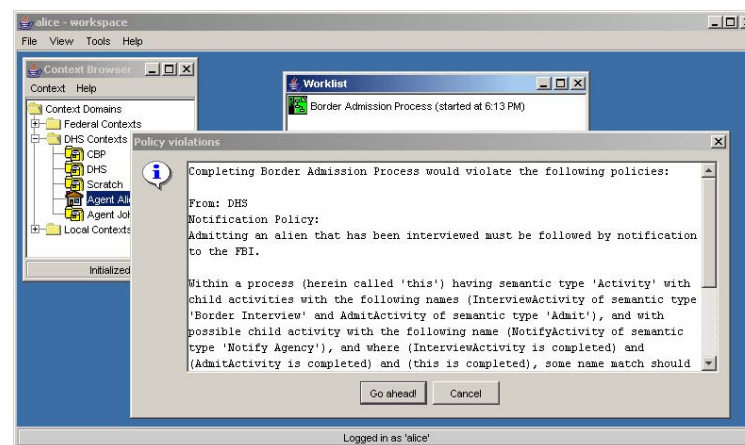 alice - workspace
File View Tools Help
Context Browser
Context Help
Context Domains
Federal Contexts
DHS Contexts
CBP
DHS
Scratch
Agent Ali
Agent Joh
Local Contexts
Initialized
Worklist
Border Admission Process (started at 6:13 PM)
Policy violations
Completing Border Admission Process would violate the following policies:
From: DHS
Notification Policy:
Admitting an alien that has been interviewed must be followed by notification
to the FBI.
Within a process (herein called 'this') having semantic type 'Activity' with
child activities with the following names (InterviewActivity of semantic type
'Border Interview' and AdmitActivity of semantic type 'Admit'), and with
possible child activity with the following name (NotifyActivity of semantic
type 'Notify Agency'), and where (InterviewActivity is completed) and
(AdmitActivity is completed) and (this is completed), some name match should
Go ahead!
Cancel
Logged in as 'alice'